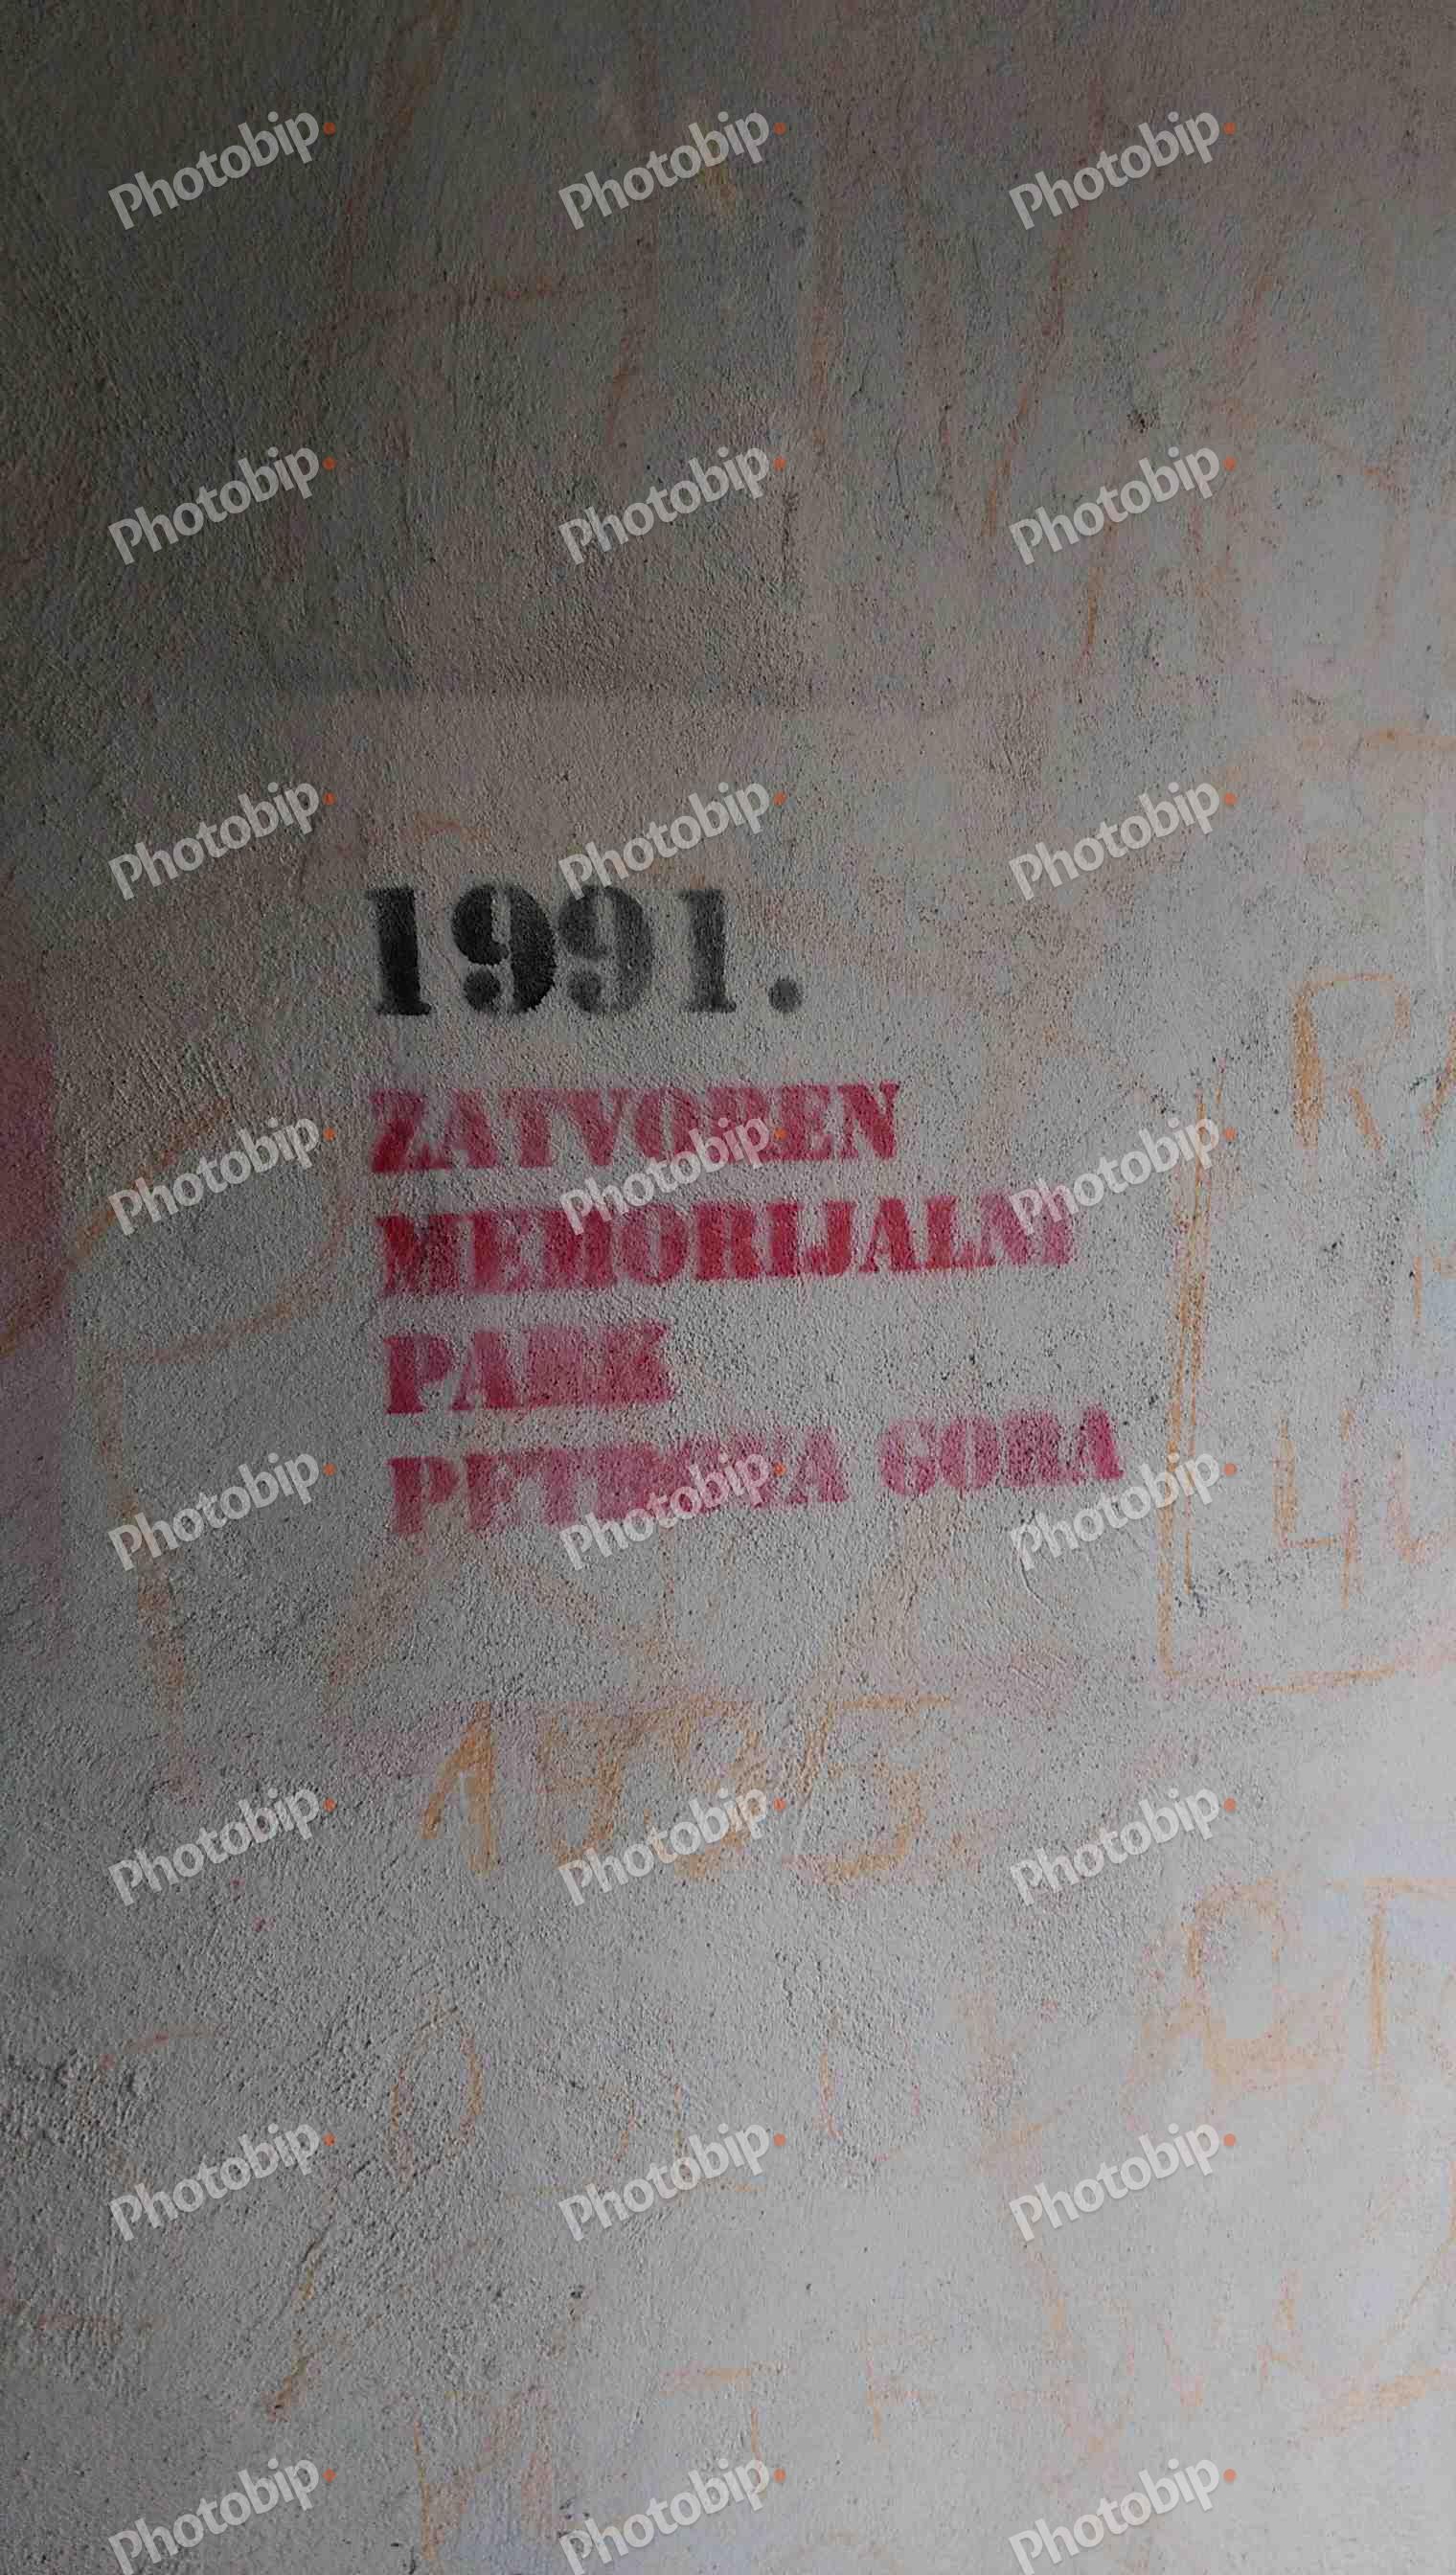 1991.
ZATVOREN
MEMORIJALNI
PARK
PETROVA GORA